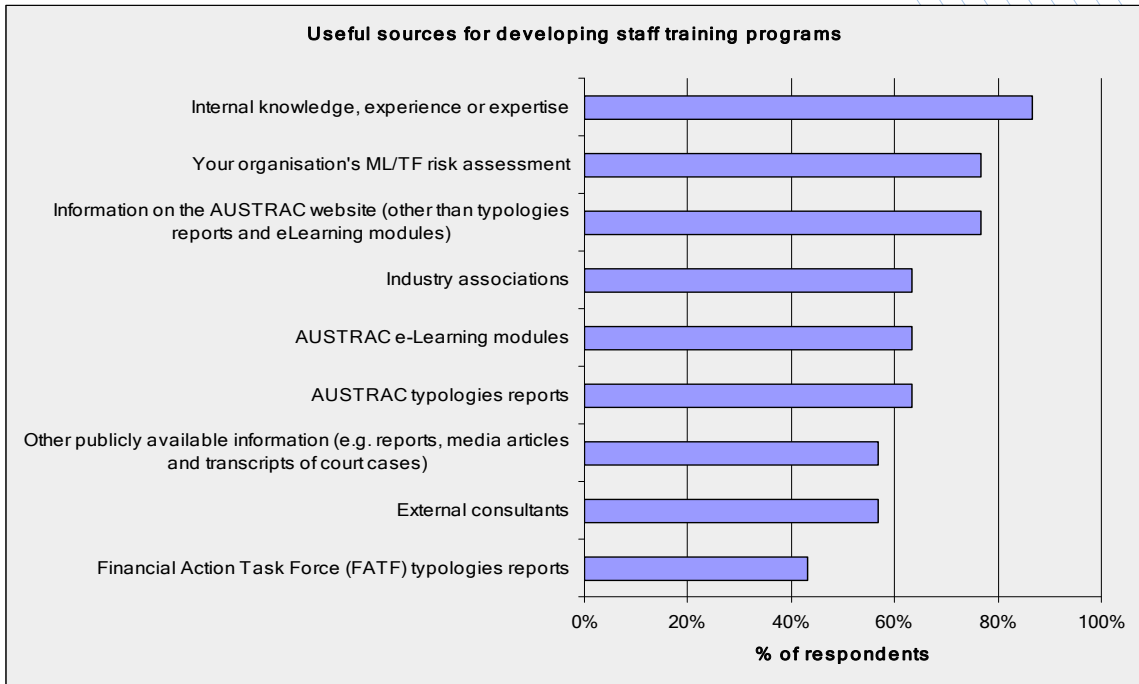 Useful sources for developing staff training programs
Internal knowledge, experience or expertise
Your organisation's ML/TF risk assessment
Information on the AUSTRAC website (other than typologies
reports and eLearning modules)
Industry associations
AUSTRAC e-Learning modules
AUSTRAC typologies reports
Other publicly available information (e.g. reports, media articles
and transcripts of court cases)
External consultants
Financial Action Task Force (FATF) typologies reports
0% 20% 40% 60% 80% 100%
% of respondents